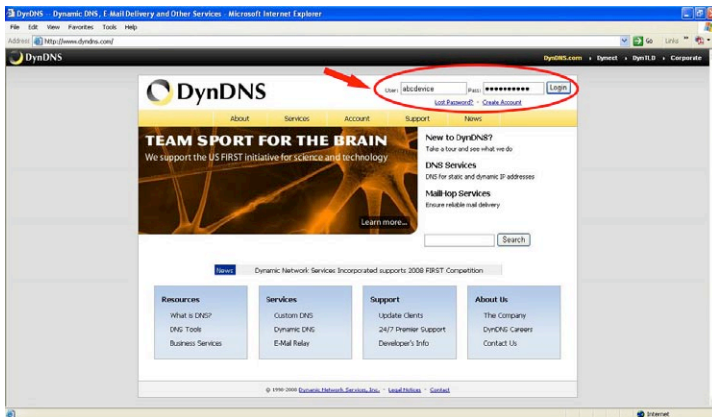 DynDNS -- Dynamic DNS, E-Mail Delivery and Other Services - Microsoft Internet Explorer
File Edit View Favorites Tools Help
Address http://www.dyndns.com/ Go Links
DynDNS DynDNS.com Dynect DynTLD Corporate
DynDNS
User: abcdevice Pass: ●●●●●●●●●● Login
Lost Password? - Create Account
About Services Account Support News
TEAM SPORT FOR THE BRAIN
We support the US FIRST initiative for science and technology
Learn more...
New to DynDNS?
Take a tour and see what we do
DNS Services
DNS for static and dynamic IP addresses
MailHop Services
Ensure reliable mail delivery
Search
News Dynamic Network Services Incorporated supports 2008 FIRST Competition
Resources
What is DNS?
DNS Tools
Business Services
Services
Custom DNS
Dynamic DNS
E-Mail Relay
Support
Update Clients
24/7 Premier Support
Developer's Info
About Us
The Company
DynDNS Careers
Contact Us
© 1998-2008 Dynamic Network Services, Inc. - Legal Notices - Contact
Internet